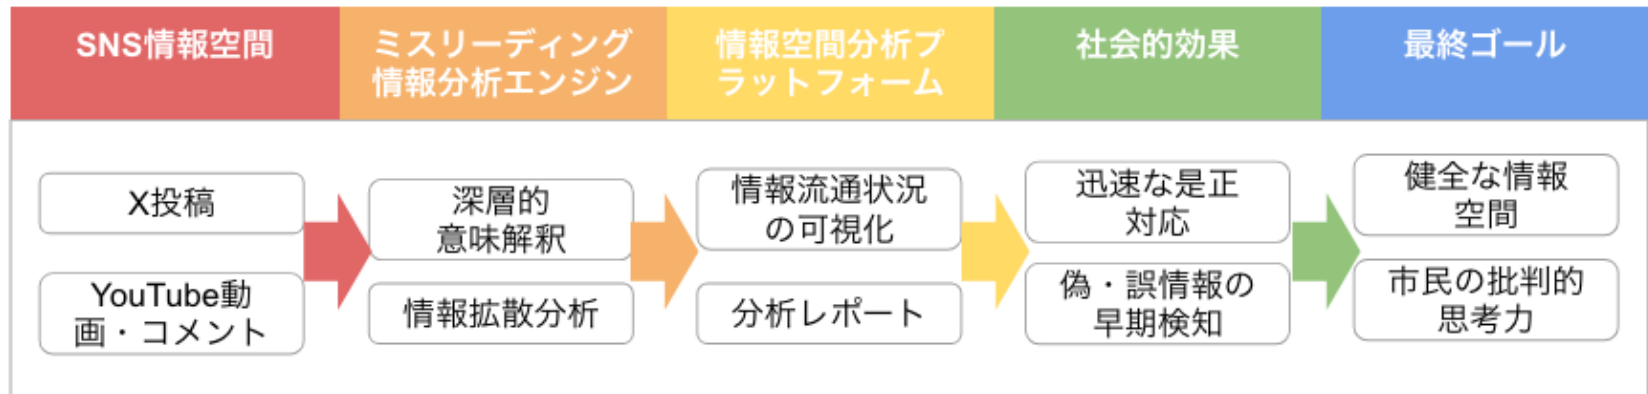 SNS情報空間
ミスリーディング
情報分析エンジン
情報空間分析プ
ラットフォーム
社会的効果
最終ゴール
X投稿
YouTube動
画・コメント
深層的
意味解釈
情報拡散分析
情報流通状況
の可視化
分析レポート
迅速な是正
対応
偽・誤情報の
早期検知
健全な情報
空間
市民の批判的
思考力